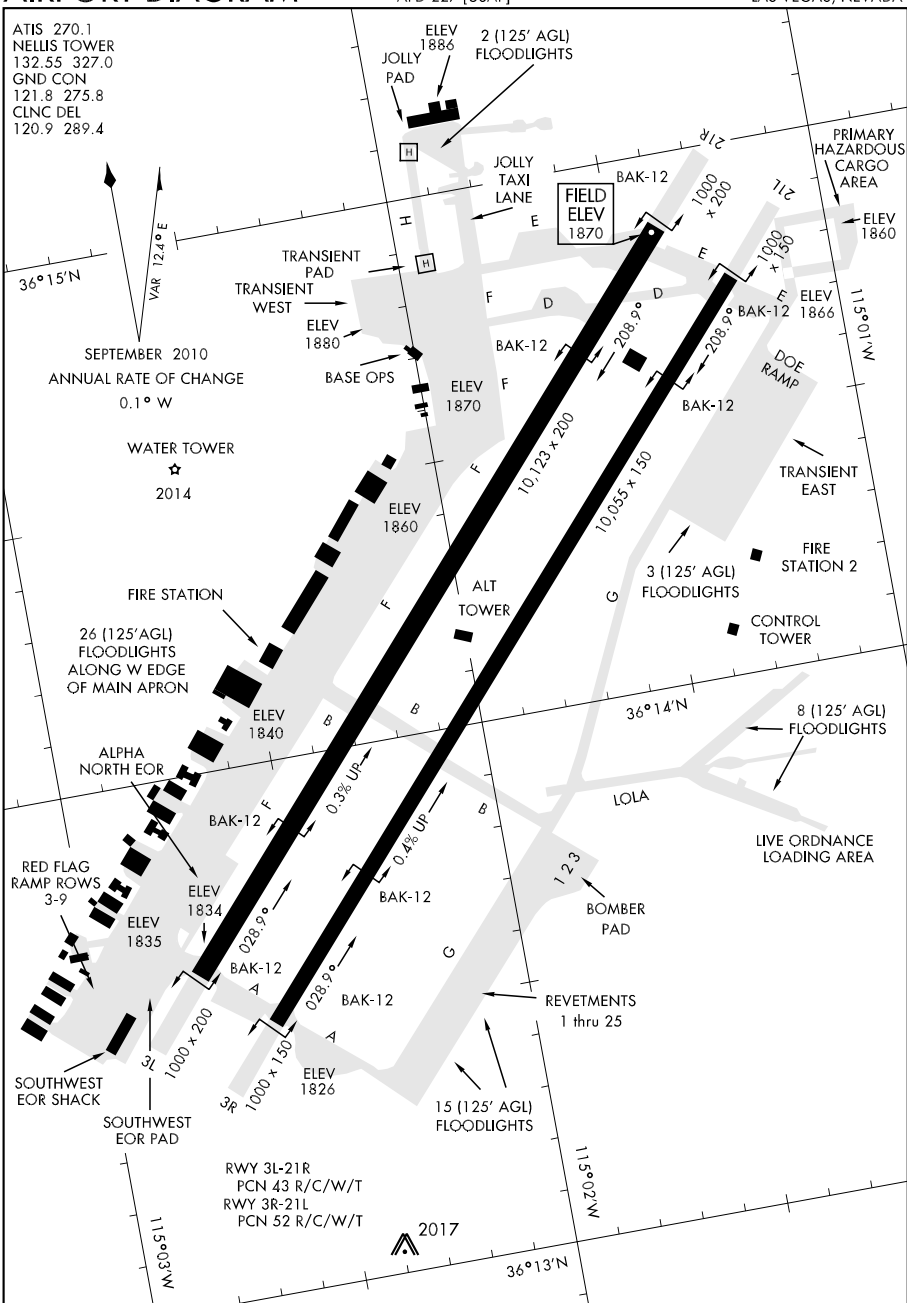 AIRPORT DIAGRAM
AFD-227 [USAF]
LAS VEGAS, NEVADA
ATIS 270.1
NELLIS TOWER
132.55 327.0
GND CON
121.8 275.8
CLNC DEL
120.9 289.4
VAR 12.4° E
SEPTEMBER 2010
ANNUAL RATE OF CHANGE
0.1° W
36°15'N
WATER TOWER
2014
JOLLY
PAD
ELEV
1886
2 (125' AGL)
FLOODLIGHTS
H
JOLLY
TAXI
LANE
H
E
TRANSIENT
PAD
H
TRANSIENT
WEST
ELEV
1880
BASE OPS
FIELD
ELEV
1870
BAK-12
21R
1000
x 200
21L
1000
x 150
PRIMARY
HAZARDOUS
CARGO
AREA
ELEV
1860
E
E
BAK-12
ELEV
1866
115°01'W
F
D
D
BAK-12
208.9°
208.9°
BAK-12
DOE
RAMP
ELEV
1870
F
TRANSIENT
EAST
10,123 x 200
10,055 x 150
F
ELEV
1860
3 (125' AGL)
FLOODLIGHTS
FIRE
STATION 2
G
CONTROL
TOWER
ALT
TOWER
F
FIRE STATION
26 (125'AGL)
FLOODLIGHTS
ALONG W EDGE
OF MAIN APRON
ELEV
1840
B
B
B
36°14'N
8 (125' AGL)
FLOODLIGHTS
LOLA
LIVE ORDNANCE
LOADING AREA
ALPHA
NORTH EOR
F
0.3% UP
0.4% UP
BAK-12
BAK-12
1 2 3
BOMBER
PAD
RED FLAG
RAMP ROWS
3-9
ELEV
1834
ELEV
1835
028.9°
028.9°
G
BAK-12
BAK-12
A
A
REVETMENTS
1 thru 25
3L
1000 x 200
3R
1000 x 150
ELEV
1826
15 (125' AGL)
FLOODLIGHTS
SOUTHWEST
EOR SHACK
SOUTHWEST
EOR PAD
RWY 3L-21R
PCN 43 R/C/W/T
RWY 3R-21L
PCN 52 R/C/W/T
2017
115°03'W
115°02'W
36°13'N